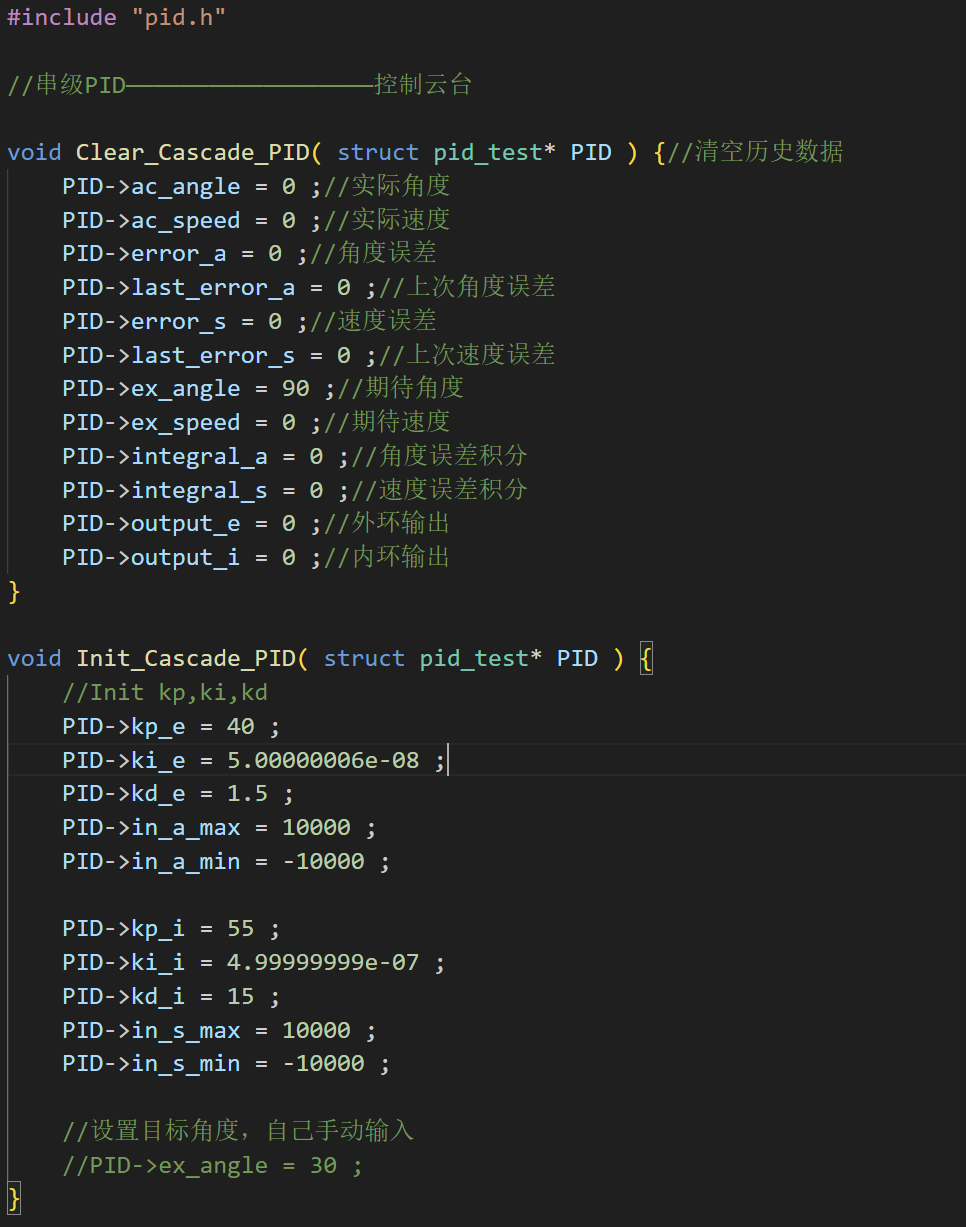 #include "pid.h"
//串级PID——————————————————控制云台
void Clear_Cascade_PID( struct pid_test* PID ) {//清空历史数据
PID->ac_angle = 0 ;//实际角度
PID->ac_speed = 0 ;//实际速度
PID->error_a = 0 ;//角度误差
PID->last_error_a = 0 ;//上次角度误差
PID->error_s = 0 ;//速度误差
PID->last_error_s = 0 ;//上次速度误差
PID->ex_angle = 90 ;//期待角度
PID->ex_speed = 0 ;//期待速度
PID->integral_a = 0 ;//角度误差积分
PID->integral_s = 0 ;//速度误差积分
PID->output_e = 0 ;//外环输出
PID->output_i = 0 ;//内环输出
}
void Init_Cascade_PID( struct pid_test* PID ) {
//Init kp,ki,kd
PID->kp_e = 40 ;
PID->ki_e = 5.00000006e-08 ;
PID->kd_e = 1.5 ;
PID->in_a_max = 10000 ;
PID->in_a_min = -10000 ;
PID->kp_i = 55 ;
PID->ki_i = 4.99999999e-07 ;
PID->kd_i = 15 ;
PID->in_s_max = 10000 ;
PID->in_s_min = -10000 ;
//设置目标角度，自己手动输入
//PID->ex_angle = 30 ;
}